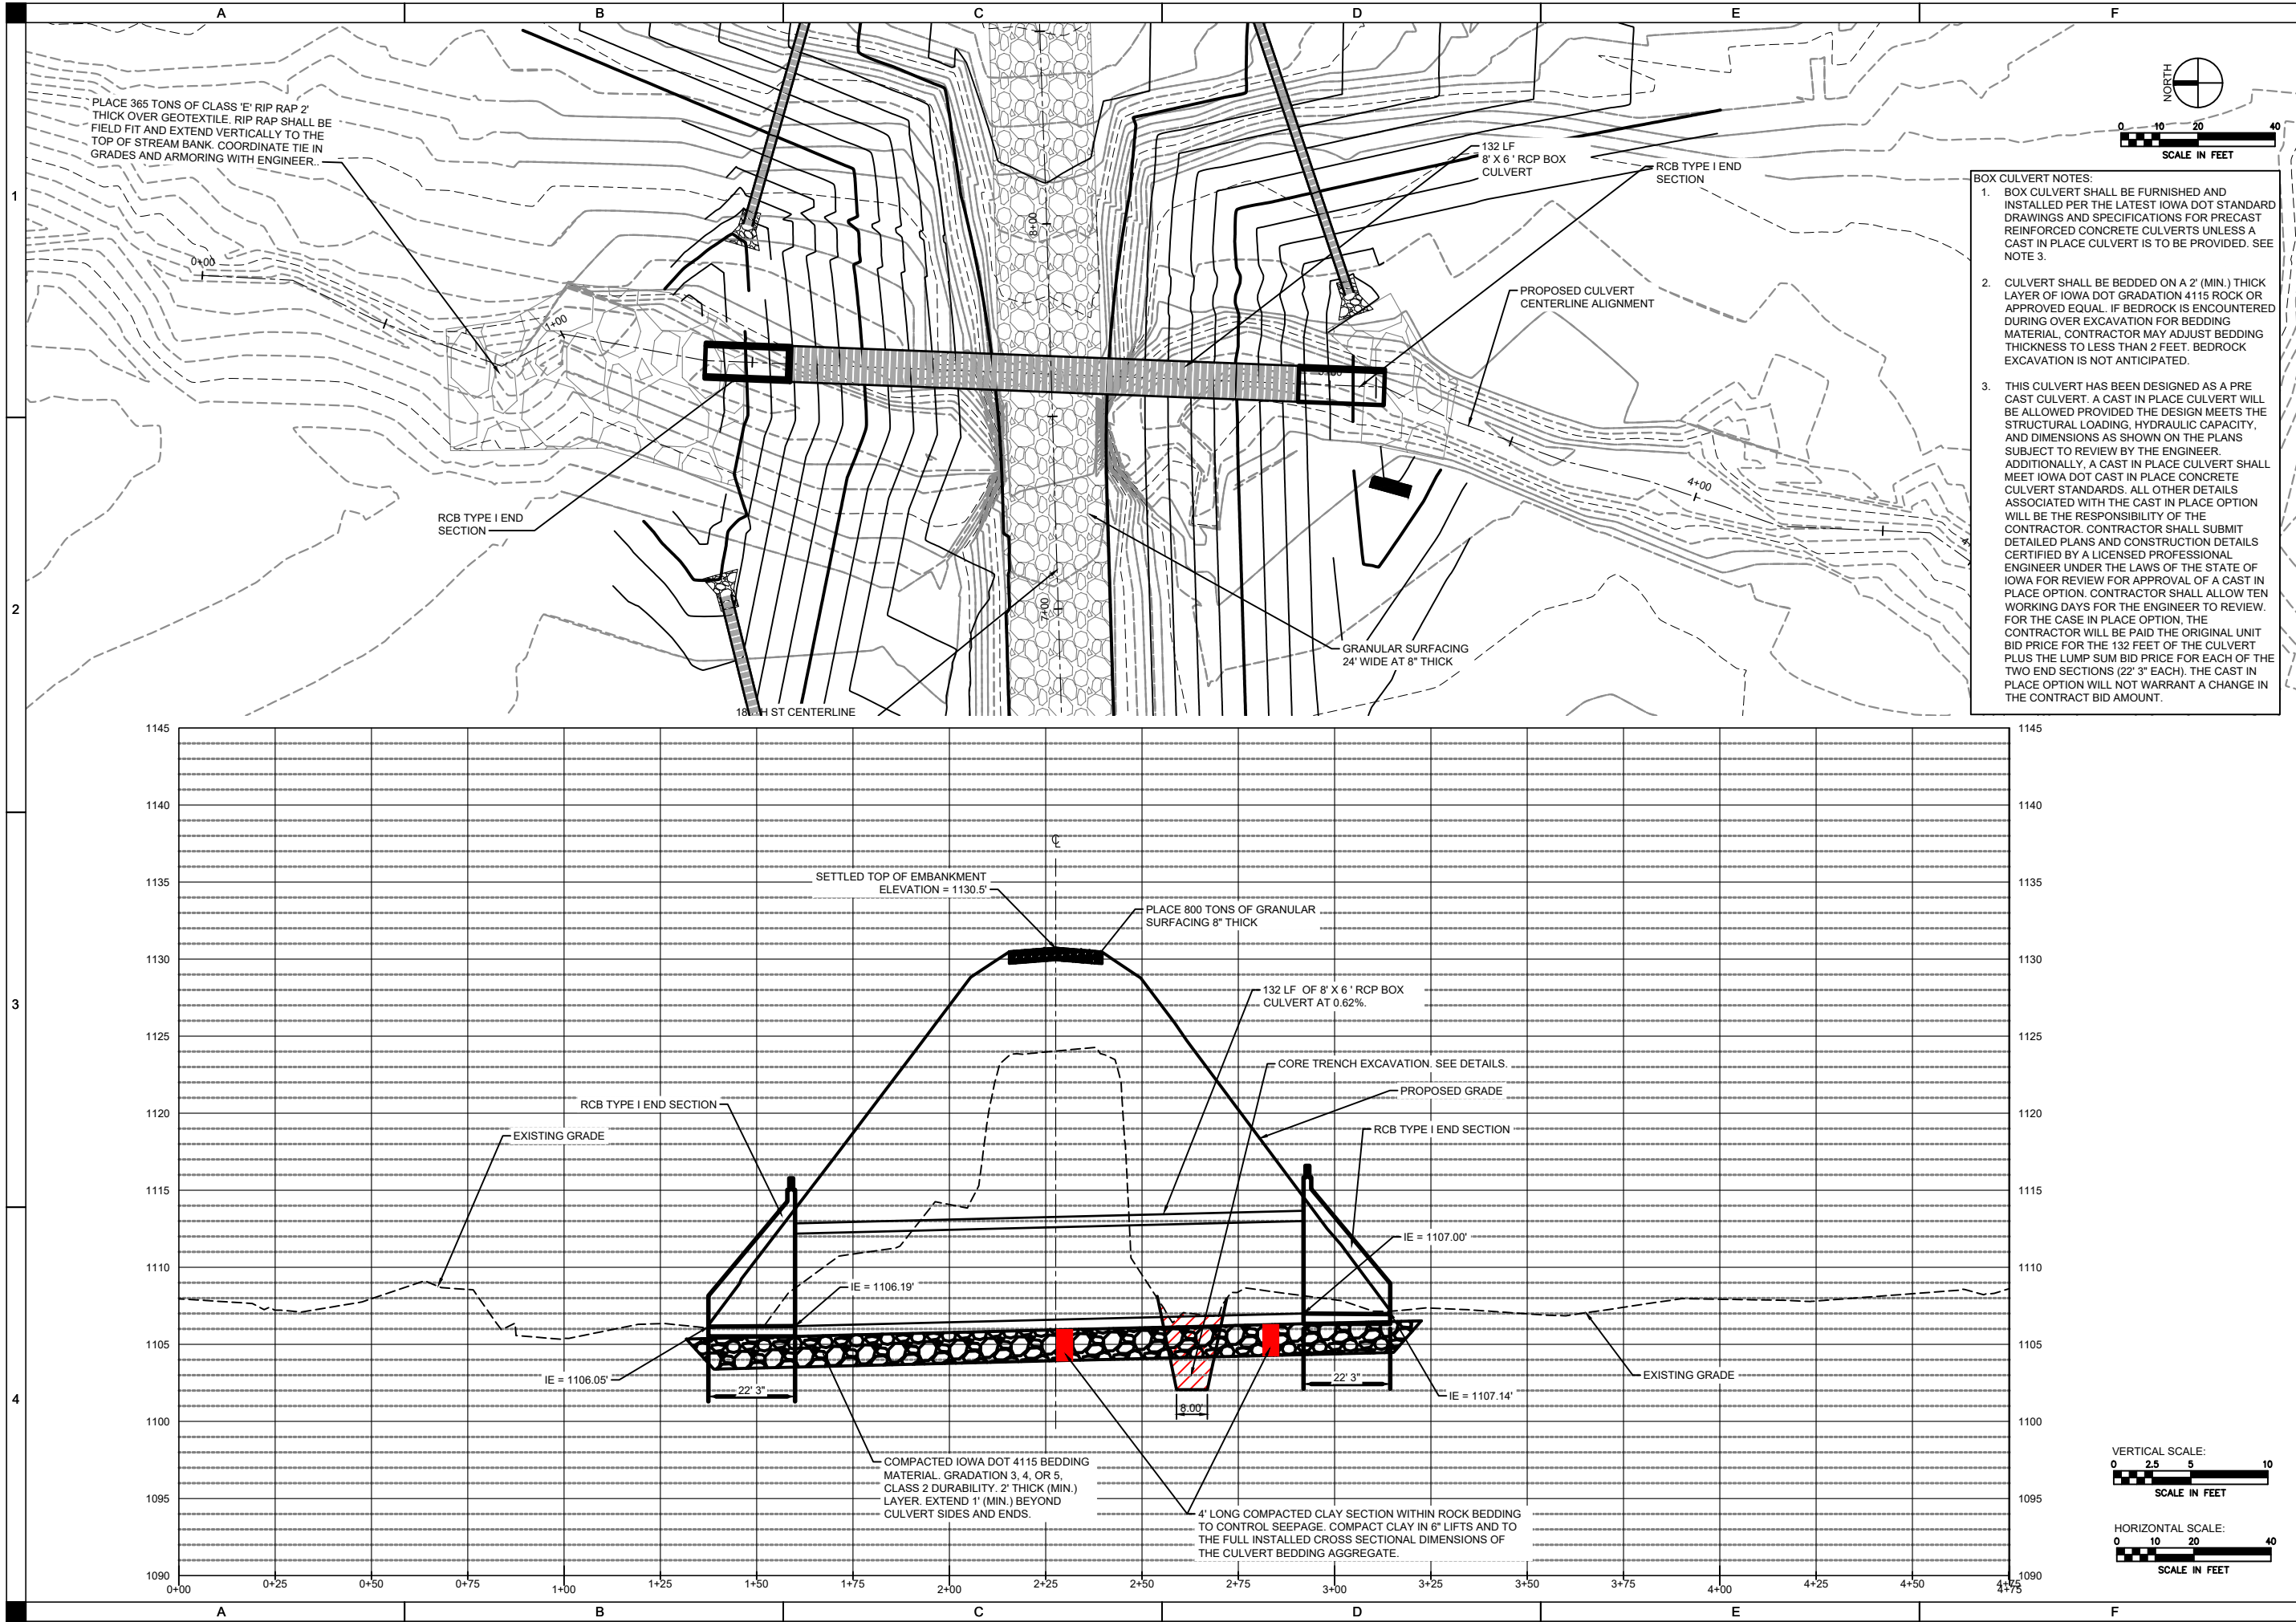 A B C D E F
PLACE 365 TONS OF CLASS 'E' RIP RAP 2'
THICK OVER GEOTEXTILE. RIP RAP SHALL BE
FIELD FIT AND EXTEND VERTICALLY TO THE
TOP OF STREAM BANK. COORDINATE TIE IN
GRADES AND ARMORING WITH ENGINEER..
NORTH
0 10 20 40
SCALE IN FEET
132 LF
8' X 6 ' RCP BOX
CULVERT
RCB TYPE I END
SECTION
PROPOSED CULVERT
CENTERLINE ALIGNMENT
0+00
1+00
8+00
7+00
4+00
RCB TYPE I END
SECTION
GRANULAR SURFACING
24' WIDE AT 8" THICK
H ST CENTERLINE
BOX CULVERT NOTES:
1. BOX CULVERT SHALL BE FURNISHED AND
INSTALLED PER THE LATEST IOWA DOT STANDARD
DRAWINGS AND SPECIFICATIONS FOR PRECAST
REINFORCED CONCRETE CULVERTS UNLESS A
CAST IN PLACE CULVERT IS TO BE PROVIDED. SEE
NOTE 3.
2. CULVERT SHALL BE BEDDED ON A 2' (MIN.) THICK
LAYER OF IOWA DOT GRADATION 4115 ROCK OR
APPROVED EQUAL. IF BEDROCK IS ENCOUNTERED
DURING OVER EXCAVATION FOR BEDDING
MATERIAL, CONTRACTOR MAY ADJUST BEDDING
THICKNESS TO LESS THAN 2 FEET. BEDROCK
EXCAVATION IS NOT ANTICIPATED.
3. THIS CULVERT HAS BEEN DESIGNED AS A PRE
CAST CULVERT. A CAST IN PLACE CULVERT WILL
BE ALLOWED PROVIDED THE DESIGN MEETS THE
STRUCTURAL LOADING, HYDRAULIC CAPACITY,
AND DIMENSIONS AS SHOWN ON THE PLANS
SUBJECT TO REVIEW BY THE ENGINEER.
ADDITIONALLY, A CAST IN PLACE CULVERT SHALL
MEET IOWA DOT CAST IN PLACE CONCRETE
CULVERT STANDARDS. ALL OTHER DETAILS
ASSOCIATED WITH THE CAST IN PLACE OPTION
WILL BE THE RESPONSIBILITY OF THE
CONTRACTOR. CONTRACTOR SHALL SUBMIT
DETAILED PLANS AND CONSTRUCTION DETAILS
CERTIFIED BY A LICENSED PROFESSIONAL
ENGINEER UNDER THE LAWS OF THE STATE OF
IOWA FOR REVIEW FOR APPROVAL OF A CAST IN
PLACE OPTION. CONTRACTOR SHALL ALLOW TEN
WORKING DAYS FOR THE ENGINEER TO REVIEW.
FOR THE CASE IN PLACE OPTION, THE
CONTRACTOR WILL BE PAID THE ORIGINAL UNIT
BID PRICE FOR THE 132 FEET OF THE CULVERT
PLUS THE LUMP SUM BID PRICE FOR EACH OF THE
TWO END SECTIONS (22' 3" EACH). THE CAST IN
PLACE OPTION WILL NOT WARRANT A CHANGE IN
THE CONTRACT BID AMOUNT.
1
2
3
4
1145 1145
1140 1140
1135 1135
1130 1130
1125 1125
1120 1120
1115 1115
1110 1110
1105 1105
1100 1100
1095 1095
1090 1090
SETTLED TOP OF EMBANKMENT
ELEVATION = 1130.5'
PLACE 800 TONS OF GRANULAR
SURFACING 8" THICK
132 LF OF 8' X 6 ' RCP BOX
CULVERT AT 0.62%.
CORE TRENCH EXCAVATION. SEE DETAILS.
PROPOSED GRADE
RCB TYPE I END SECTION
RCB TYPE I END SECTION
EXISTING GRADE
IE = 1107.00'
IE = 1106.19'
IE = 1106.05'
22' 3"
22' 3"
8.00'
IE = 1107.14'
EXISTING GRADE
COMPACTED IOWA DOT 4115 BEDDING
MATERIAL. GRADATION 3, 4, OR 5,
CLASS 2 DURABILITY. 2' THICK (MIN.)
LAYER. EXTEND 1' (MIN.) BEYOND
CULVERT SIDES AND ENDS.
4' LONG COMPACTED CLAY SECTION WITHIN ROCK BEDDING
TO CONTROL SEEPAGE. COMPACT CLAY IN 6" LIFTS AND TO
THE FULL INSTALLED CROSS SECTIONAL DIMENSIONS OF
THE CULVERT BEDDING AGGREGATE.
VERTICAL SCALE:
0 2.5 5 10
SCALE IN FEET
HORIZONTAL SCALE:
0 10 20 40
SCALE IN FEET
0+00 0+25 0+50 0+75 1+00 1+25 1+50 1+75 2+00 2+25 2+50 2+75 3+00 3+25 3+50 3+75 4+00 4+25 4+50 4+75
A B C D E F